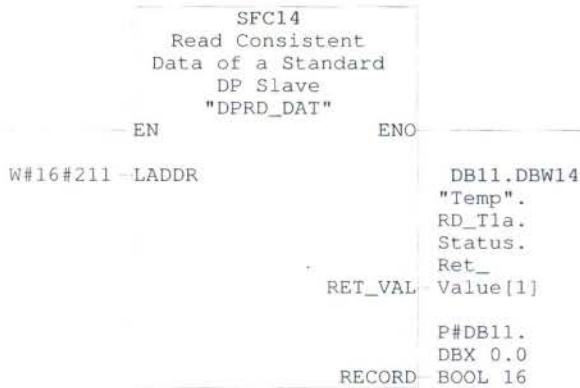 SFC14
Read Consistent
Data of a Standard
DP Slave
"DPRD_DAT"
EN ENO
W#16#211 LADDR DB11.DBW14
"Temp".
RD_T1a.
Status.
Ret_
RET_VAL Value[1]
P#DB11.
DBX 0.0
RECORD BOOL 16